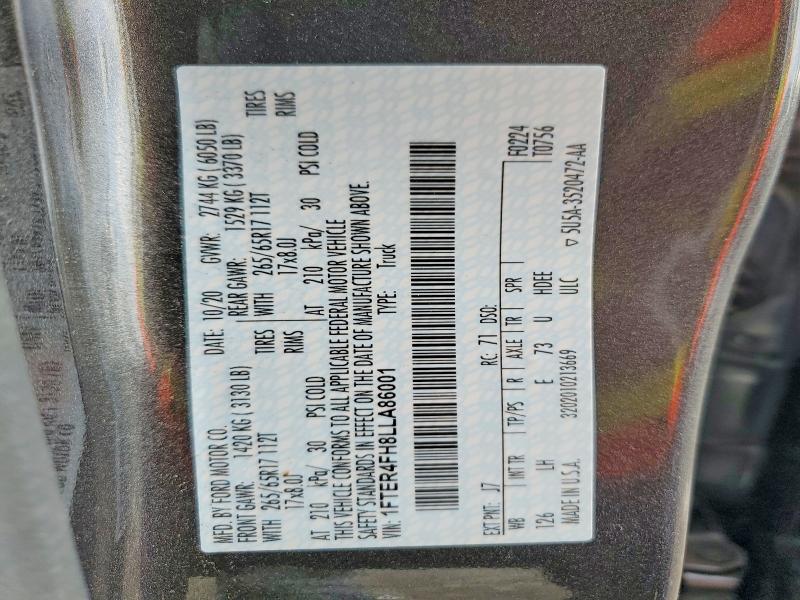 MFD. BY FORD MOTOR CO.
DATE: 10/20 GVWR: 2744 KG ( 6050 LB)
FRONT GAWR: 1420 KG ( 3130 LB) REAR GAWR: 1529 KG ( 3370 LB)
WITH 265/65R17 112T TIRES WITH 265/65R17 112T TIRES
17x8.0J RIMS 17x8.0J RIMS
AT 210 kPa/ 30 PSI COLD AT 210 kPa/ 30 PSI COLD
THIS VEHICLE CONFORMS TO ALL APPLICABLE FEDERAL MOTOR VEHICLE
SAFETY STANDARDS IN EFFECT ON THE DATE OF MANUFACTURE SHOWN ABOVE.
VIN: 1FTER4FH8LLA86001 TYPE: Truck
EXT PNT: J7 RC: 71 DSO: F0224
WB INT TR TP/PS R AXLE TR SPR T0756
126 LH E 73 U HDEE
MADE IN U.S.A. 3202010213669 ULC ▽ 5U5A-3520472-AA